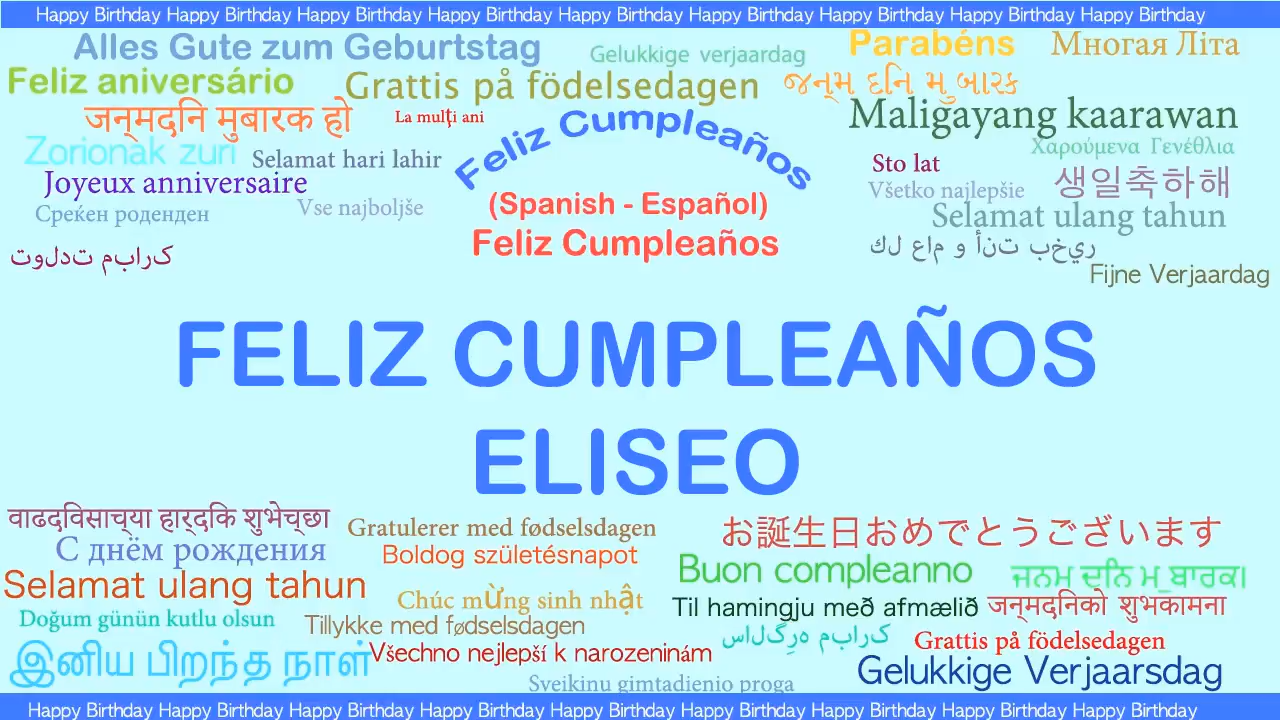 Happy Birthday Happy Birthday Happy Birthday Happy Birthday Happy Birthday Happy Birthday Happy Birthday Happy Birthday Happy Birthday
Alles Gute zum Geburtstag
Gelukkige verjaardag
Parabéns
Многая Літа
Feliz aniversário
Grattis på födelsedagen
જન્મ દિન મુબારક
जन्मदिन मुबारक हो
La mulţi ani
Feliz Cumpleaños
Maligayang kaarawan
Zorionak zuri
Selamat hari lahir
Sto lat
Χαρούμενα Γενέθλια
Joyeux anniversaire
(Spanish - Español)
Všetko najlepšie
생일축하해
Среќен роденден
Vse najboljše
Feliz Cumpleaños
Selamat ulang tahun
تولدت مبارک
كل عام و أنت بخير
Fijne Verjaardag
FELIZ CUMPLEAÑOS
ELISEO
वाढदिवसाच्या हार्दिक शुभेच्छा
Gratulerer med fødselsdagen
お誕生日おめでとうございます
С днём рождения
Boldog születésnapot
Buon compleanno
ਜਨਮ ਦਿਨ ਮੁਬਾਰਕ।
Selamat ulang tahun
Chúc mừng sinh nhật
Til hamingju með afmælið
जन्मदिनको शुभकामना
Doğum günün kutlu olsun
Tillykke med fødselsdagen
سالگرہ مبارک
Grattis på födelsedagen
இனிய பிறந்த நாள்
Všechno nejlepší k narozeninám
Gelukkige Verjaarsdag
Sveikinu gimtadienio proga
Happy Birthday Happy Birthday Happy Birthday Happy Birthday Happy Birthday Happy Birthday Happy Birthday Happy Birthday Happy Birthday